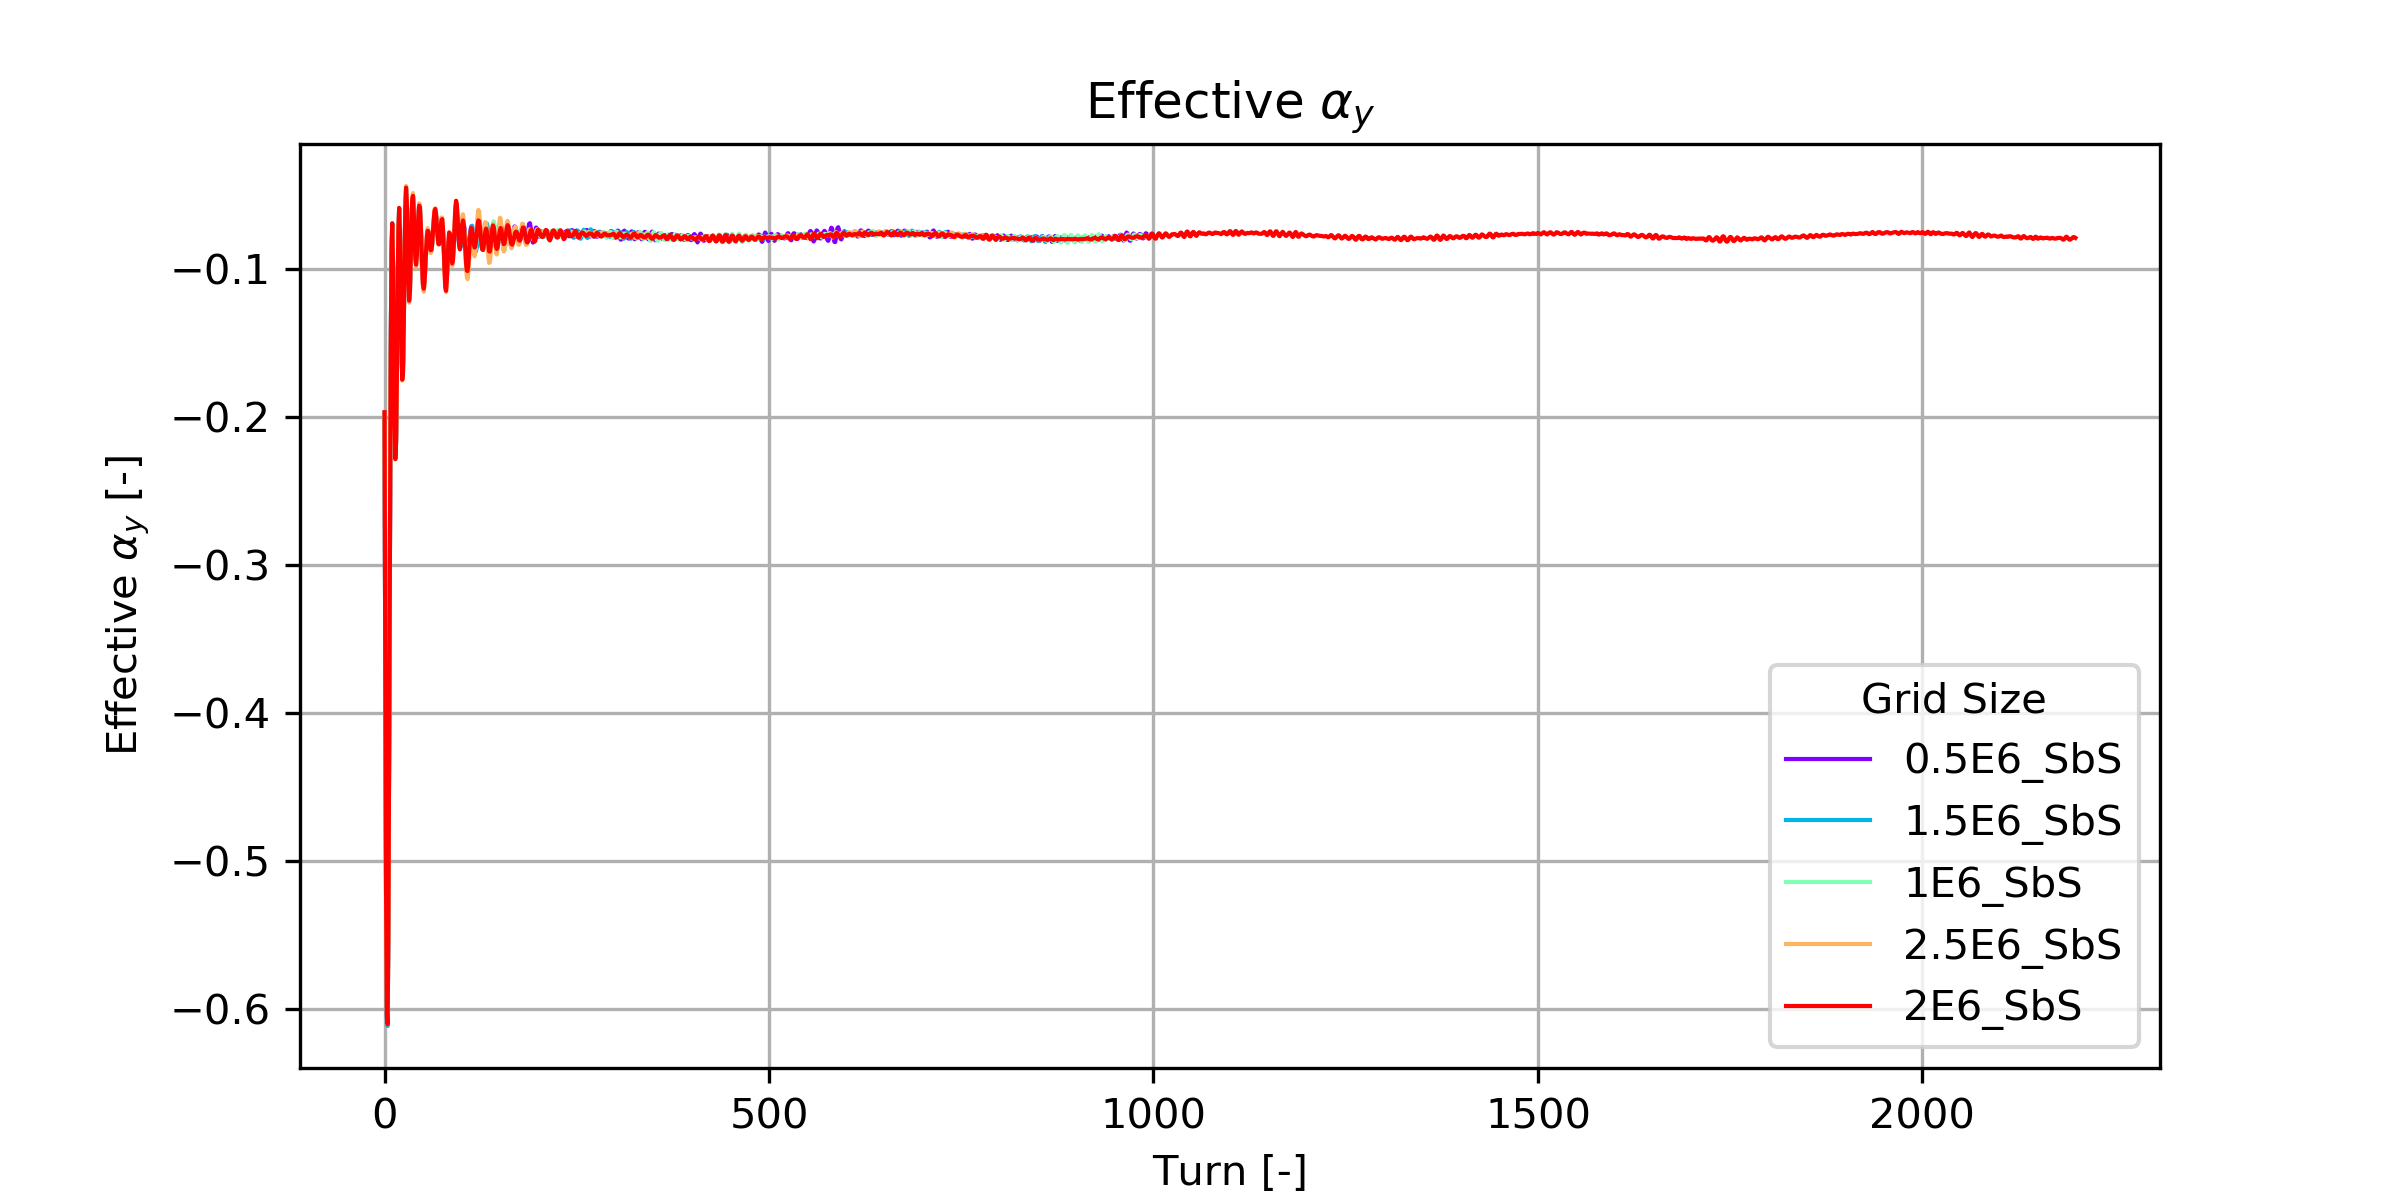 Effective αy
Effective αy [-]
−0.1
−0.2
−0.3
−0.4
−0.5
−0.6
0
500
1000
1500
2000
Turn [-]
Grid Size
0.5E6_SbS
1.5E6_SbS
1E6_SbS
2.5E6_SbS
2E6_SbS